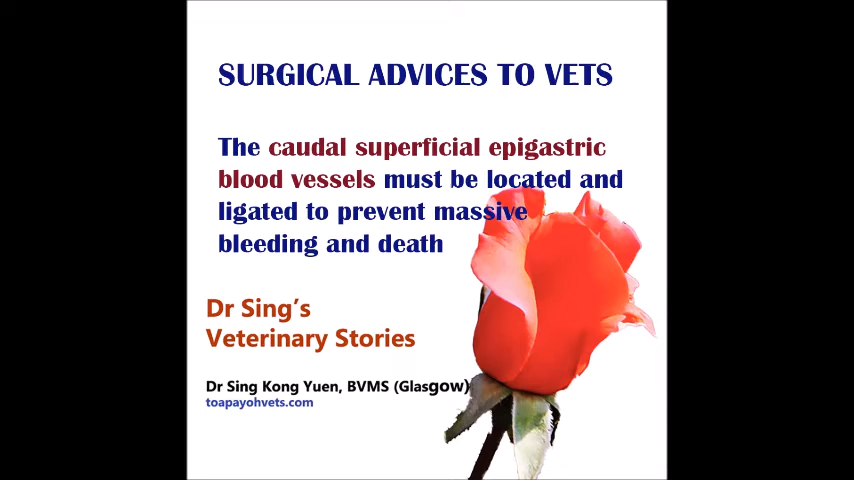 SURGICAL ADVICES TO VETS
The caudal superficial epigastric
blood vessels must be located and
ligated to prevent massive
bleeding and death
Dr Sing's
Veterinary Stories
Dr Sing Kong Yuen, BVMS (Glasgow)
toapayohvets.com